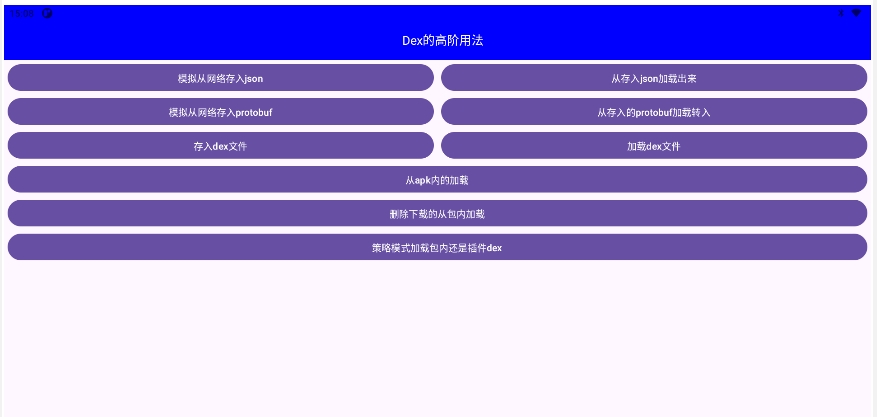 Dex的高阶用法
模拟从网络存入json
从存入json加载出来
模拟从网络存入protobuf
从存入的protobuf加载转入
存入dex文件
加载dex文件
从apk内的加载
删除下载的从包内加载
策略模式加载包内还是插件dex